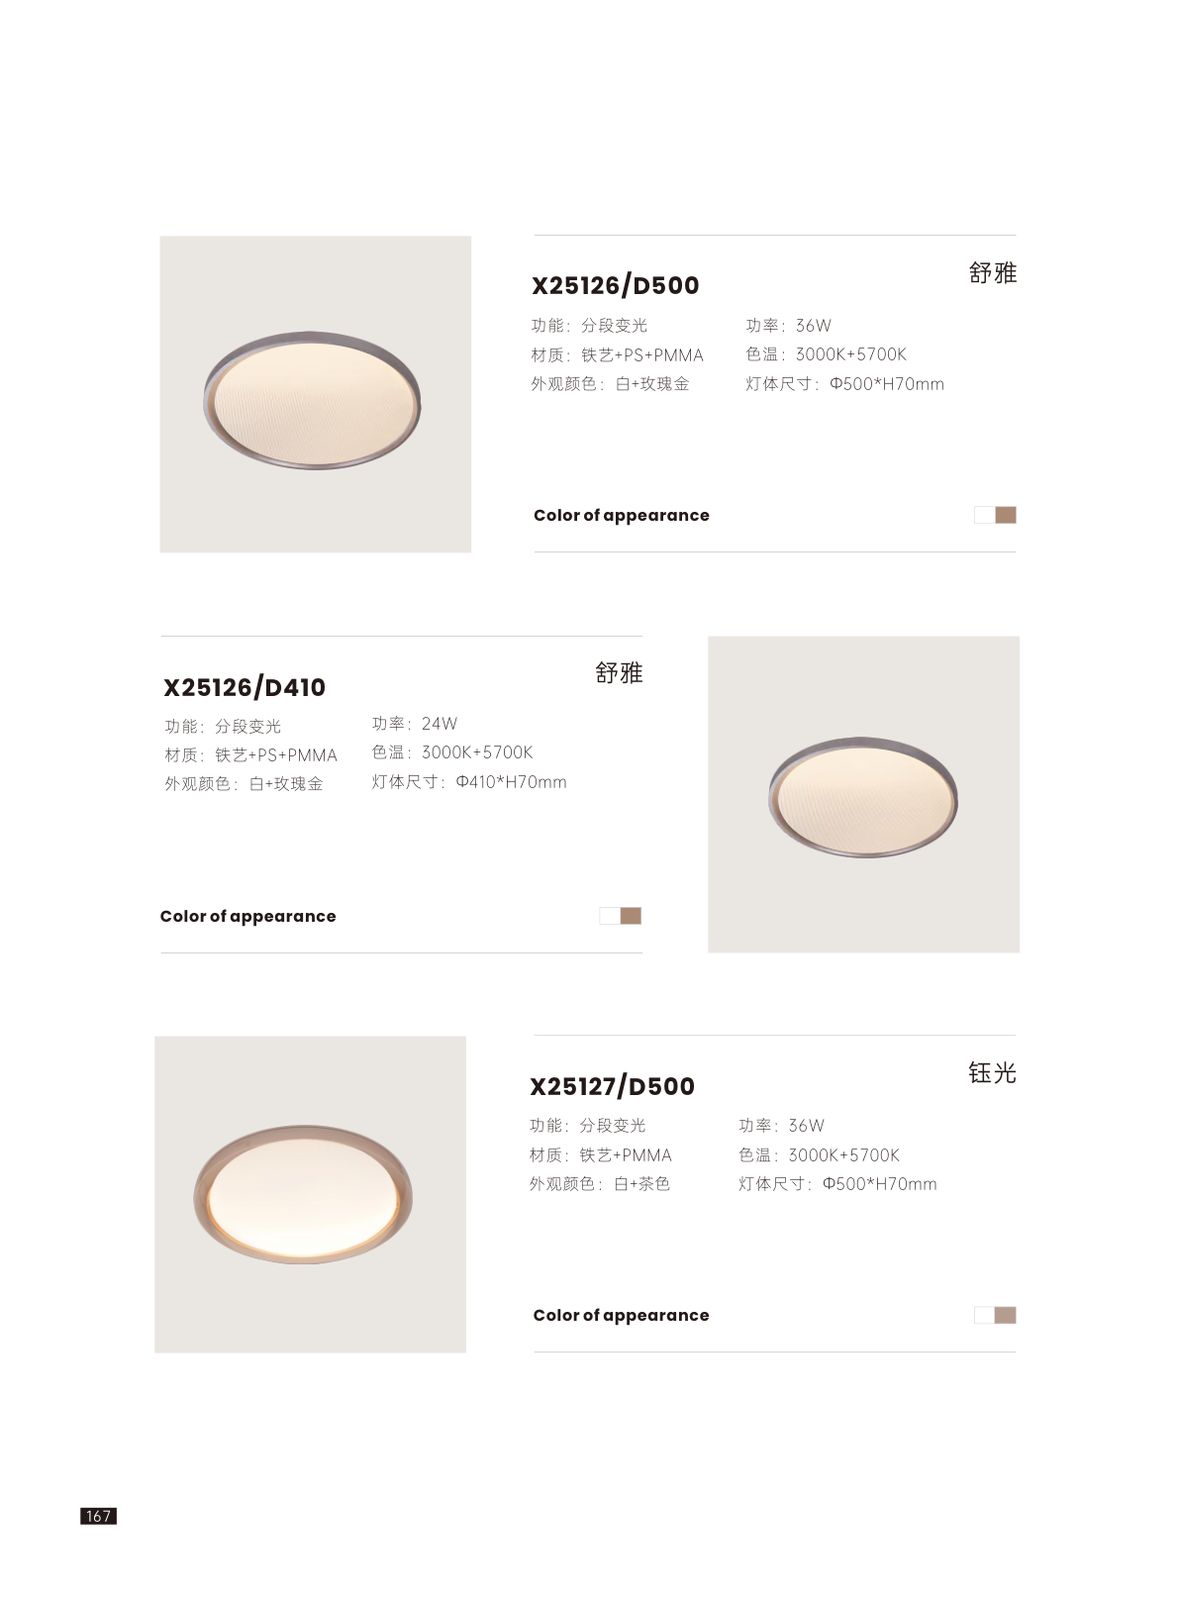 X25126/D500
舒雅
功能：分段变光
功率：36W
材质：铁艺+PS+PMMA
色温：3000K+5700K
外观颜色：白+玫瑰金
灯体尺寸：Φ500*H70mm
Color of appearance
X25126/D410
舒雅
功能：分段变光
功率：24W
材质：铁艺+PS+PMMA
色温：3000K+5700K
外观颜色：白+玫瑰金
灯体尺寸：Φ410*H70mm
Color of appearance
X25127/D500
钰光
功能：分段变光
功率：36W
材质：铁艺+PMMA
色温：3000K+5700K
外观颜色：白+茶色
灯体尺寸：Φ500*H70mm
Color of appearance
167